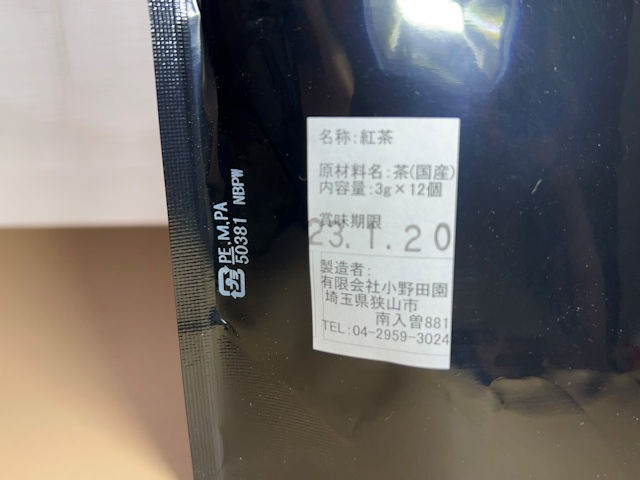 名称:紅茶
原材料名:茶(国産)
内容量:3g×12個
賞味期限
23.1.20
製造者:
有限会社小野田園
埼玉県狭山市
南入曽881
TEL:04-2959-3024
プラ
PE,M,PA
50381 NBPW